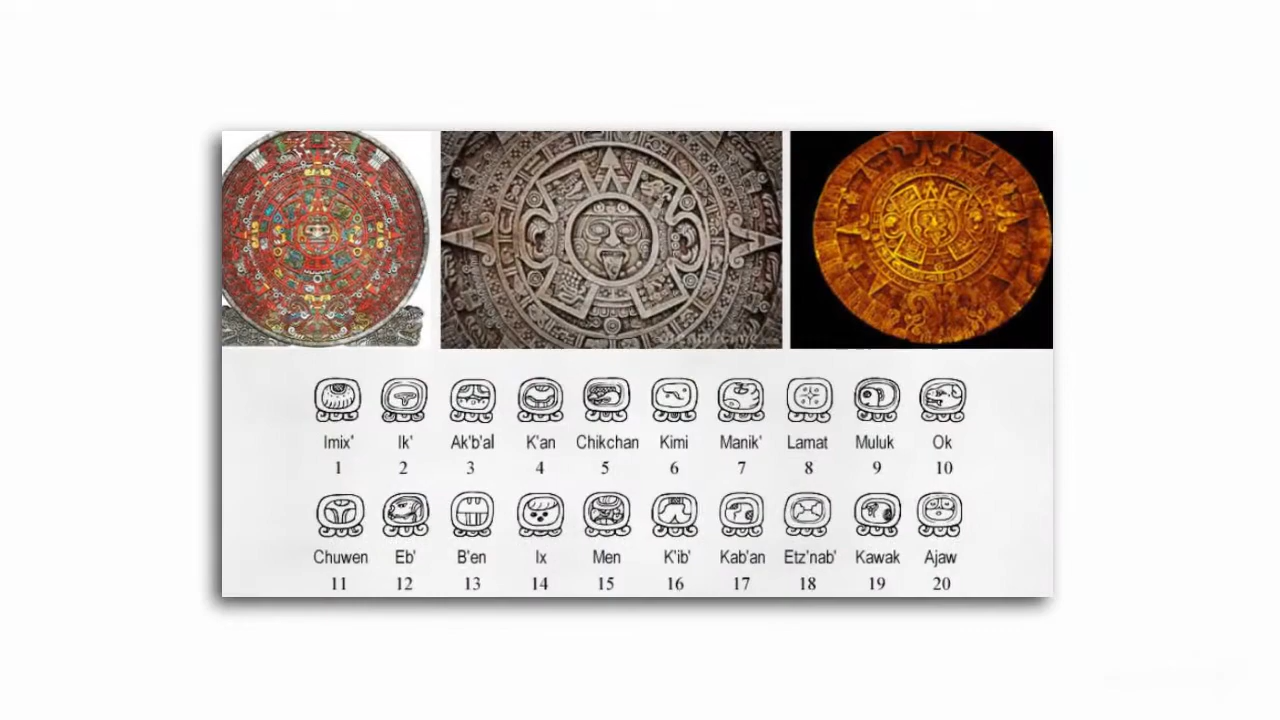 dreamstime
Imix' Ik' Ak'b'al K'an Chikchan Kimi Manik' Lamat Muluk Ok
1 2 3 4 5 6 7 8 9 10
Chuwen Eb' B'en Ix Men K'ib' Kab'an Etz'nab' Kawak Ajaw
11 12 13 14 15 16 17 18 19 20